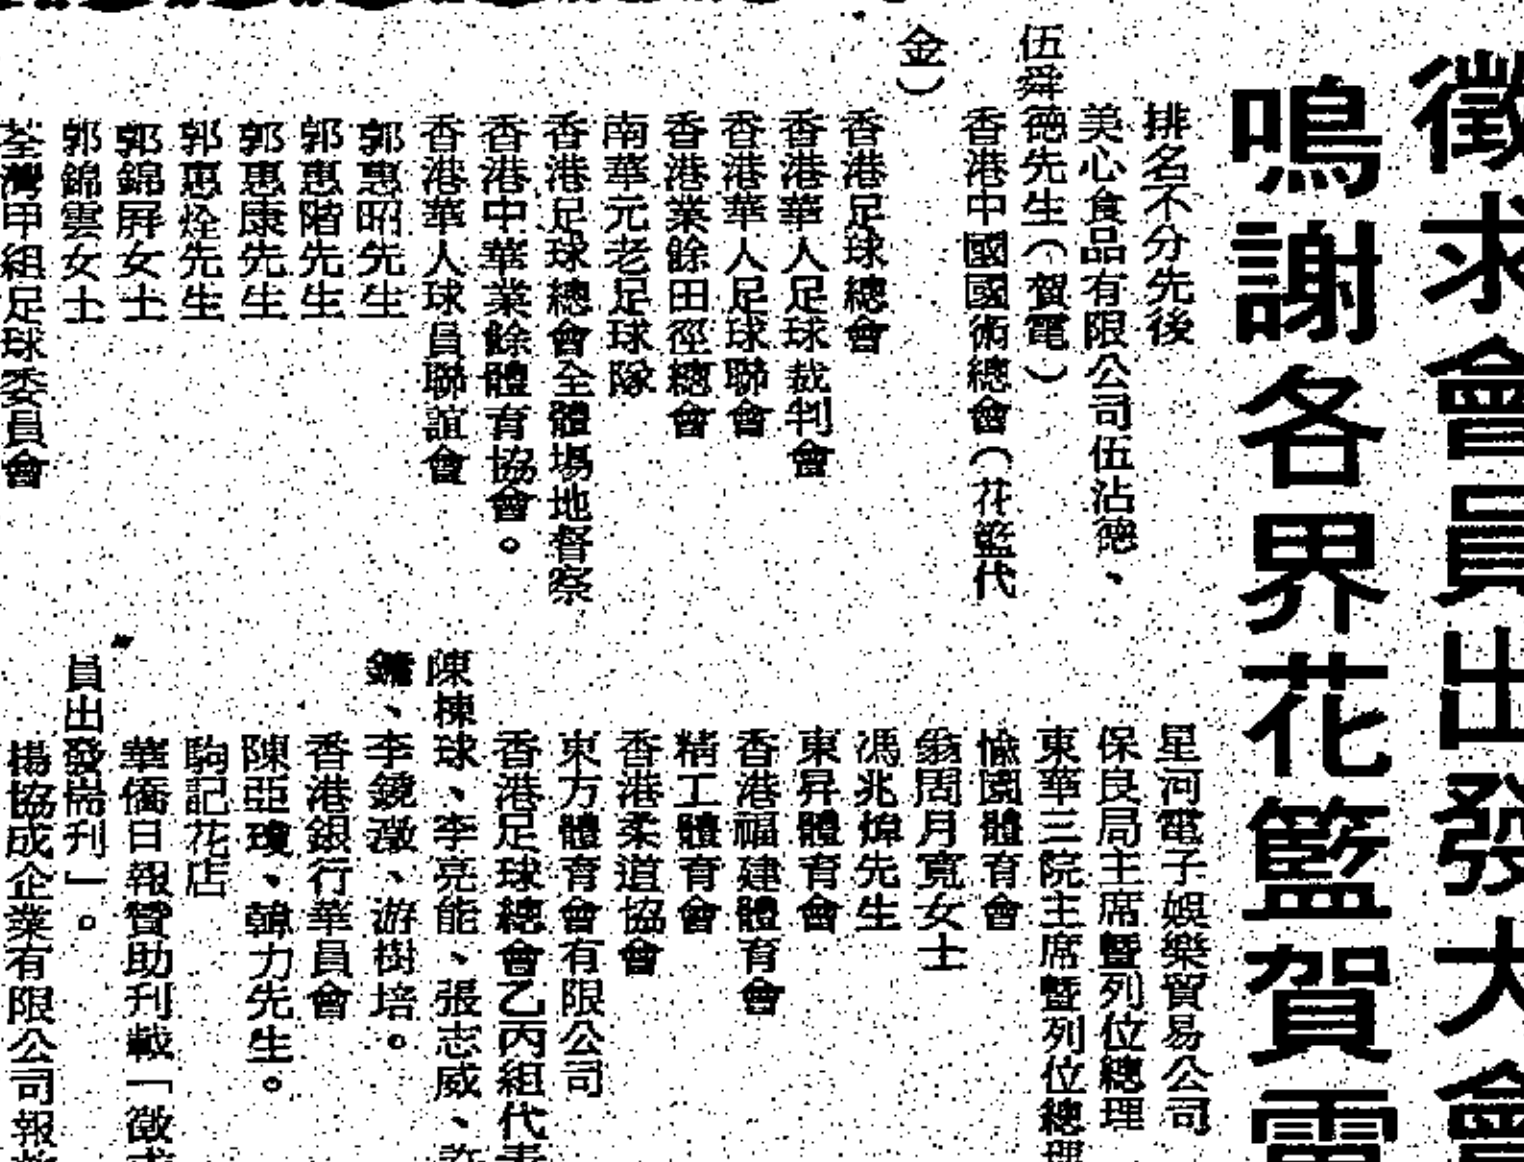 徵求會員出發大會
鳴謝各界花籃賀電
排名不分先後
美心食品有限公司伍沾德、
伍舜德先生（賀電）
香港中國國術總會（花籃代
金）
香港足球總會
香港華人足球裁判會
香港華人足球聯會
香港業餘田徑總會
南華元老足球隊
香港足球總會全體場地督察
香港中華業餘體育協會。
香港華人球員聯誼會
郭惠昭先生
郭惠階先生
郭惠康先生
郭惠烇先生
郭錦屏女士
郭錦雲女士
荃灣甲組足球委員會
星河電子娛樂貿易公司
保良局主席暨列位總理
東華三院主席暨列位總理
愉園體育會
翁周月寬女士
馮兆焯先生
東昇體育會
香港福建體育會
精工體育會
香港柔道協會
東方體育會有限公司
香港足球總會乙丙組代表
陳棟球、李亮能、張志威、許
鏞、李鏡澂、游樹培。
香港銀行華員會
陳亞瓊、韓力先生。
駒記花店
華僑日報贊助刊載「徵求
員出發耑刊」。
楊協成企業有限公司報